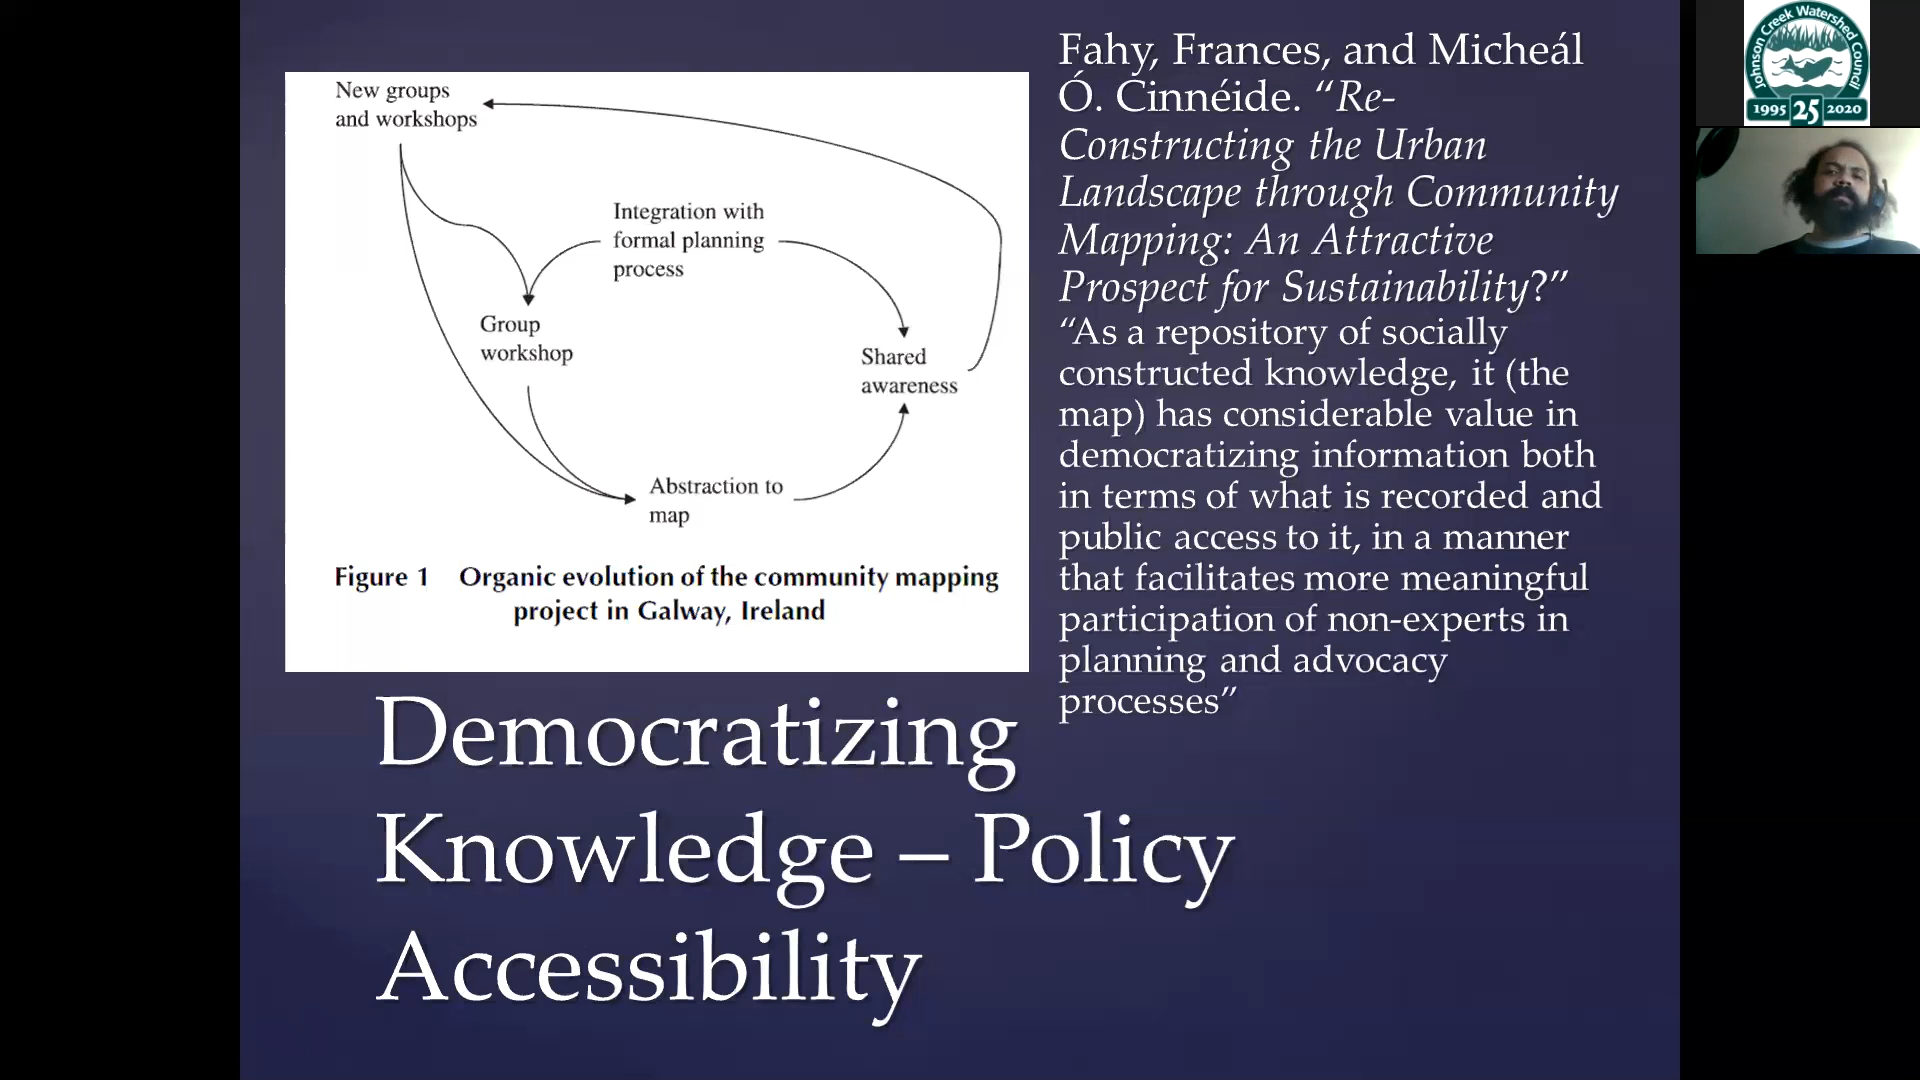 New groups
and workshops
Integration with
formal planning
process
Group
workshop
Shared
awareness
Abstraction to
map
Figure 1 Organic evolution of the community mapping
project in Galway, Ireland
Fahy, Frances, and Micheál
Ó. Cinnéide. “Re-
Constructing the Urban
Landscape through Community
Mapping: An Attractive
Prospect for Sustainability?”
“As a repository of socially
constructed knowledge, it (the
map) has considerable value in
democratizing information both
in terms of what is recorded and
public access to it, in a manner
that facilitates more meaningful
participation of non-experts in
planning and advocacy
processes”
Democratizing
Knowledge – Policy
Accessibility
Johnson Creek Watershed Council
1995 25 2020